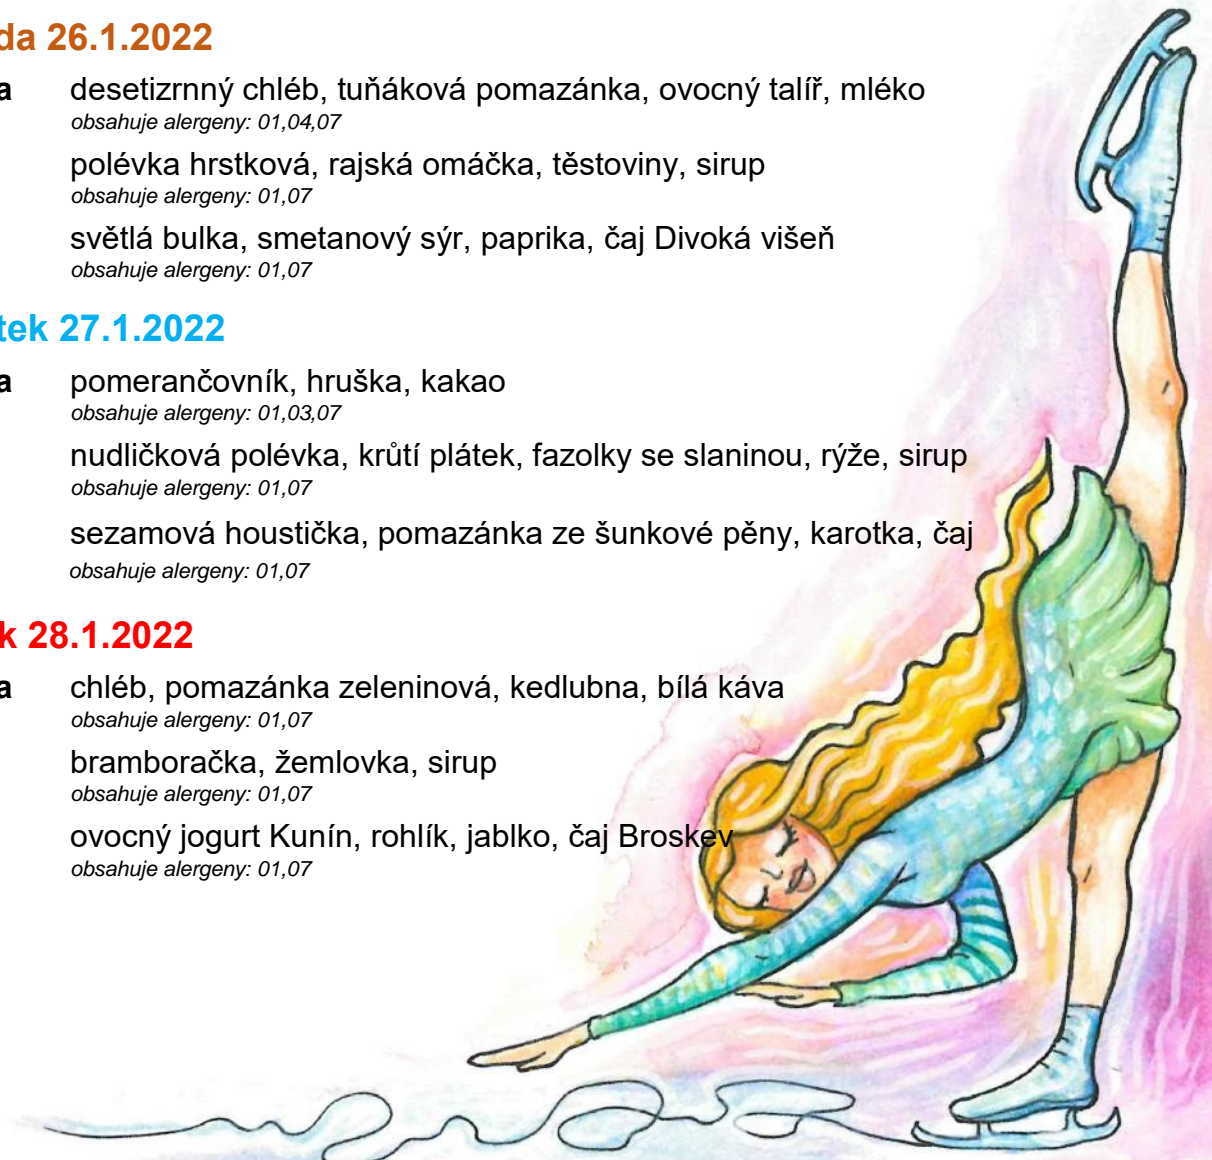 da 26.1.2022
a desetizrnný chléb, tuňáková pomazánka, ovocný talíř, mléko
obsahuje alergeny: 01,04,07
polévka hrstková, rajská omáčka, těstoviny, sirup
obsahuje alergeny: 01,07
světlá bulka, smetanový sýr, paprika, čaj Divoká višeň
obsahuje alergeny: 01,07
tek 27.1.2022
a pomerančovník, hruška, kakao
obsahuje alergeny: 01,03,07
nudličková polévka, krůtí plátek, fazolky se slaninou, rýže, sirup
obsahuje alergeny: 01,07
sezamová houstička, pomazánka ze šunkové pěny, karotka, čaj
obsahuje alergeny: 01,07
k 28.1.2022
a chléb, pomazánka zeleninová, kedlubna, bílá káva
obsahuje alergeny: 01,07
bramboračka, žemlovka, sirup
obsahuje alergeny: 01,07
ovocný jogurt Kunín, rohlík, jablko, čaj Broskev
obsahuje alergeny: 01,07